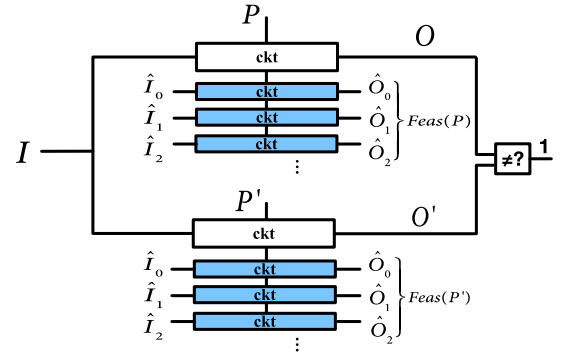 P
O
ckt
Î₀ ckt Ô₀
Î₁ ckt Ô₁ Feas(P)
Î₂ ckt Ô₂
⋮
I
≠? 1
P'
O'
ckt
Î₀ ckt Ô₀
Î₁ ckt Ô₁ Feas(P')
Î₂ ckt Ô₂
⋮